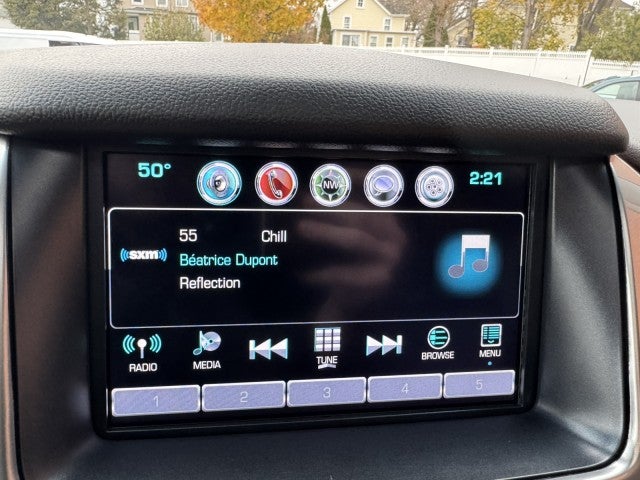 50°
NW
2:21
((sxm))
55 Chill
Béatrice Dupont
Reflection
RADIO
MEDIA
TUNE
BROWSE
MENU
1
2
3
4
5